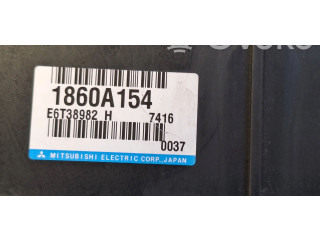 1860A154
E6T38982 H 7416
0037
MITSUBISHI ELECTRIC CORP., JAPAN